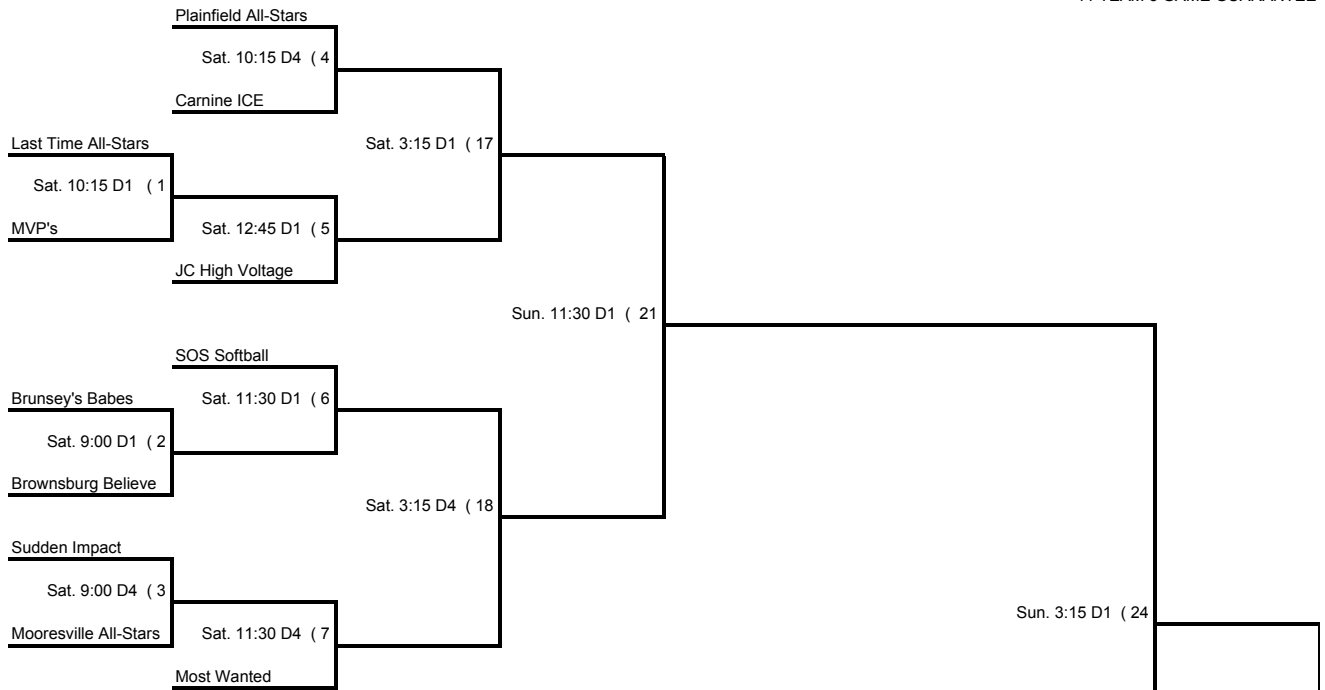 Plainfield All-Stars
Sat. 10:15 D4 ( 4
Carnine ICE
Last Time All-Stars
Sat. 3:15 D1 ( 17
Sat. 10:15 D1 ( 1
MVP's
Sat. 12:45 D1 ( 5
JC High Voltage
Sun. 11:30 D1 ( 21
SOS Softball
Brunsey's Babes
Sat. 11:30 D1 ( 6
Sat. 9:00 D1 ( 2
Brownsburg Believe
Sat. 3:15 D4 ( 18
Sudden Impact
Sat. 9:00 D4 ( 3
Sun. 3:15 D1 ( 24
Mooresville All-Stars
Sat. 11:30 D4 ( 7
Most Wanted